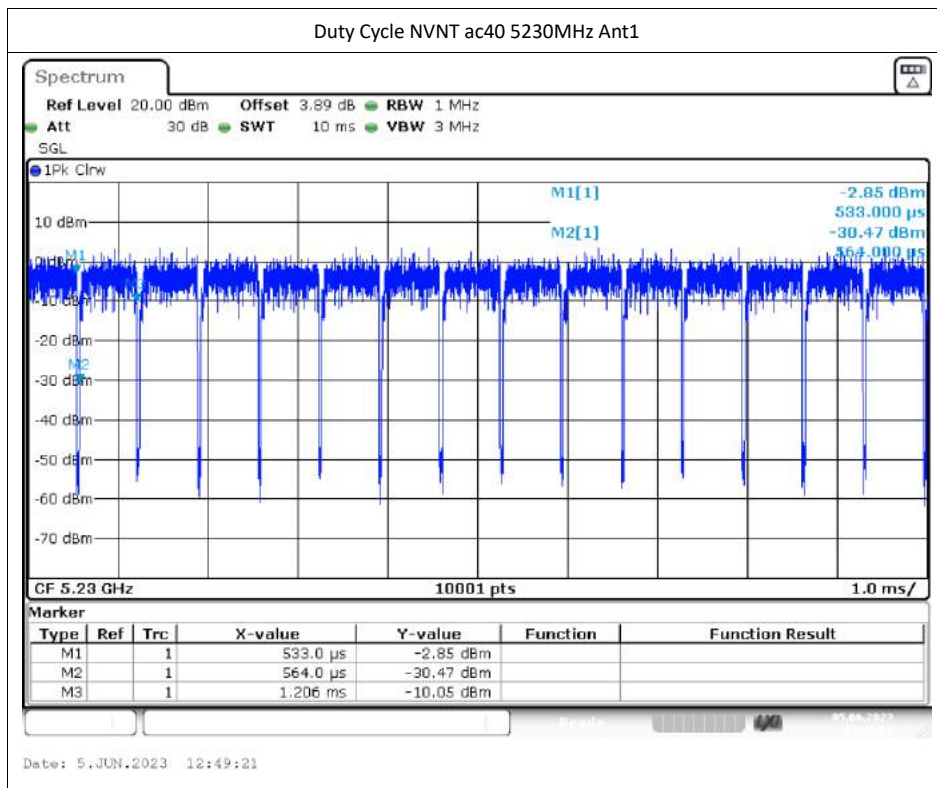 Duty Cycle NVNT ac40 5230MHz Ant1
Spectrum
Ref Level 20.00 dBm Offset 3.89 dB RBW 1 MHz
Att 30 dB SWT 10 ms VBW 3 MHz
SGL
1Pk Clrw
M1[1] -2.85 dBm
533.000 µs
M2[1] -30.47 dBm
564.000 µs
10 dBm
0 dBm
M1
-10 dBm
-20 dBm
M2
-30 dBm
-40 dBm
-50 dBm
-60 dBm
-70 dBm
CF 5.23 GHz 10001 pts 1.0 ms/
Marker
Type Ref Trc X-value Y-value Function Function Result
M1 1 533.0 µs -2.85 dBm
M2 1 564.0 µs -30.47 dBm
M3 1 1.206 ms -10.05 dBm
Date: 5.JUN.2023 12:49:21